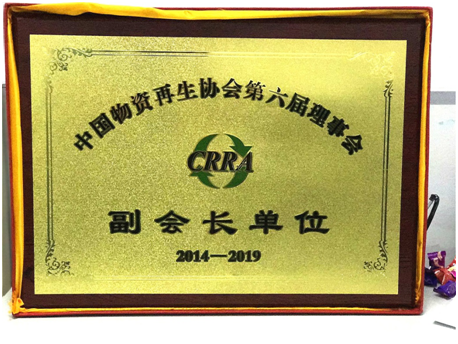 中国物资再生协会第六届理事会
CRRA
副会长单位
2014—2019